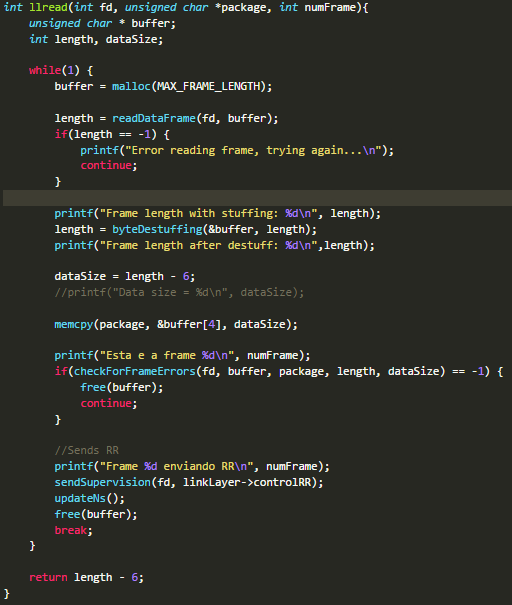 int llread(int fd, unsigned char *package, int numFrame){
    unsigned char * buffer;
    int length, dataSize;

    while(1) {
        buffer = malloc(MAX_FRAME_LENGTH);

        length = readDataFrame(fd, buffer);
        if(length == -1) {
            printf("Error reading frame, trying again...\n");
            continue;
        }

        printf("Frame length with stuffing: %d\n", length);
        length = byteDestuffing(&buffer, length);
        printf("Frame length after destuff: %d\n",length);

        dataSize = length - 6;
        //printf("Data size = %d\n", dataSize);

        memcpy(package, &buffer[4], dataSize);

        printf("Esta e a frame %d\n", numFrame);
        if(checkForFrameErrors(fd, buffer, package, length, dataSize) == -1) {
            free(buffer);
            continue;
        }

        //Sends RR
        printf("Frame %d enviando RR\n", numFrame);
        sendSupervision(fd, linkLayer->controlRR);
        updateNs();
        free(buffer);
        break;
    }

    return length - 6;
}